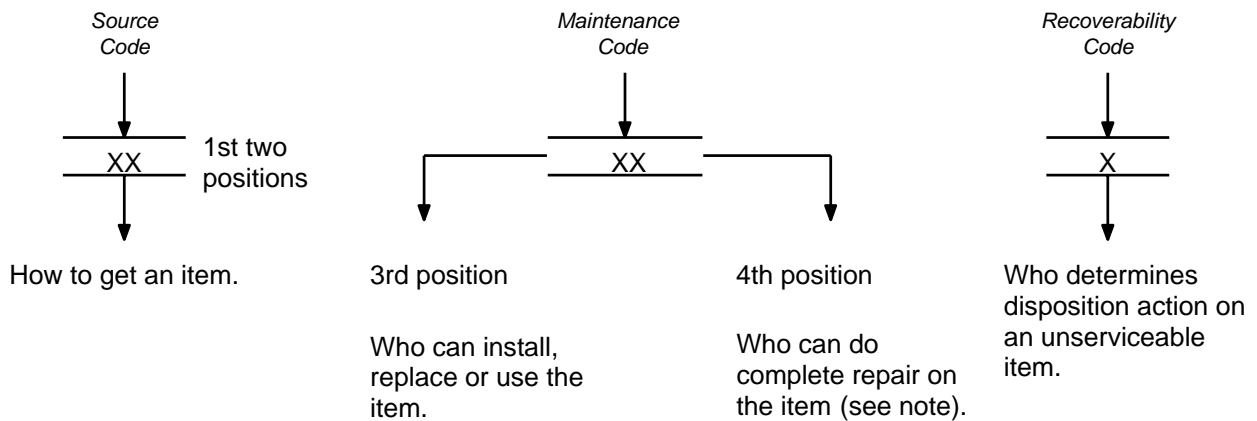 Source
Code
Maintenance
Code
Recoverability
Code
XX
1st two
positions
XX
X
How to get an item.
3rd position
Who can install,
replace or use the
item.
4th position
Who can do
complete repair on
the item (see note).
Who determines
disposition action on
an unserviceable
item.